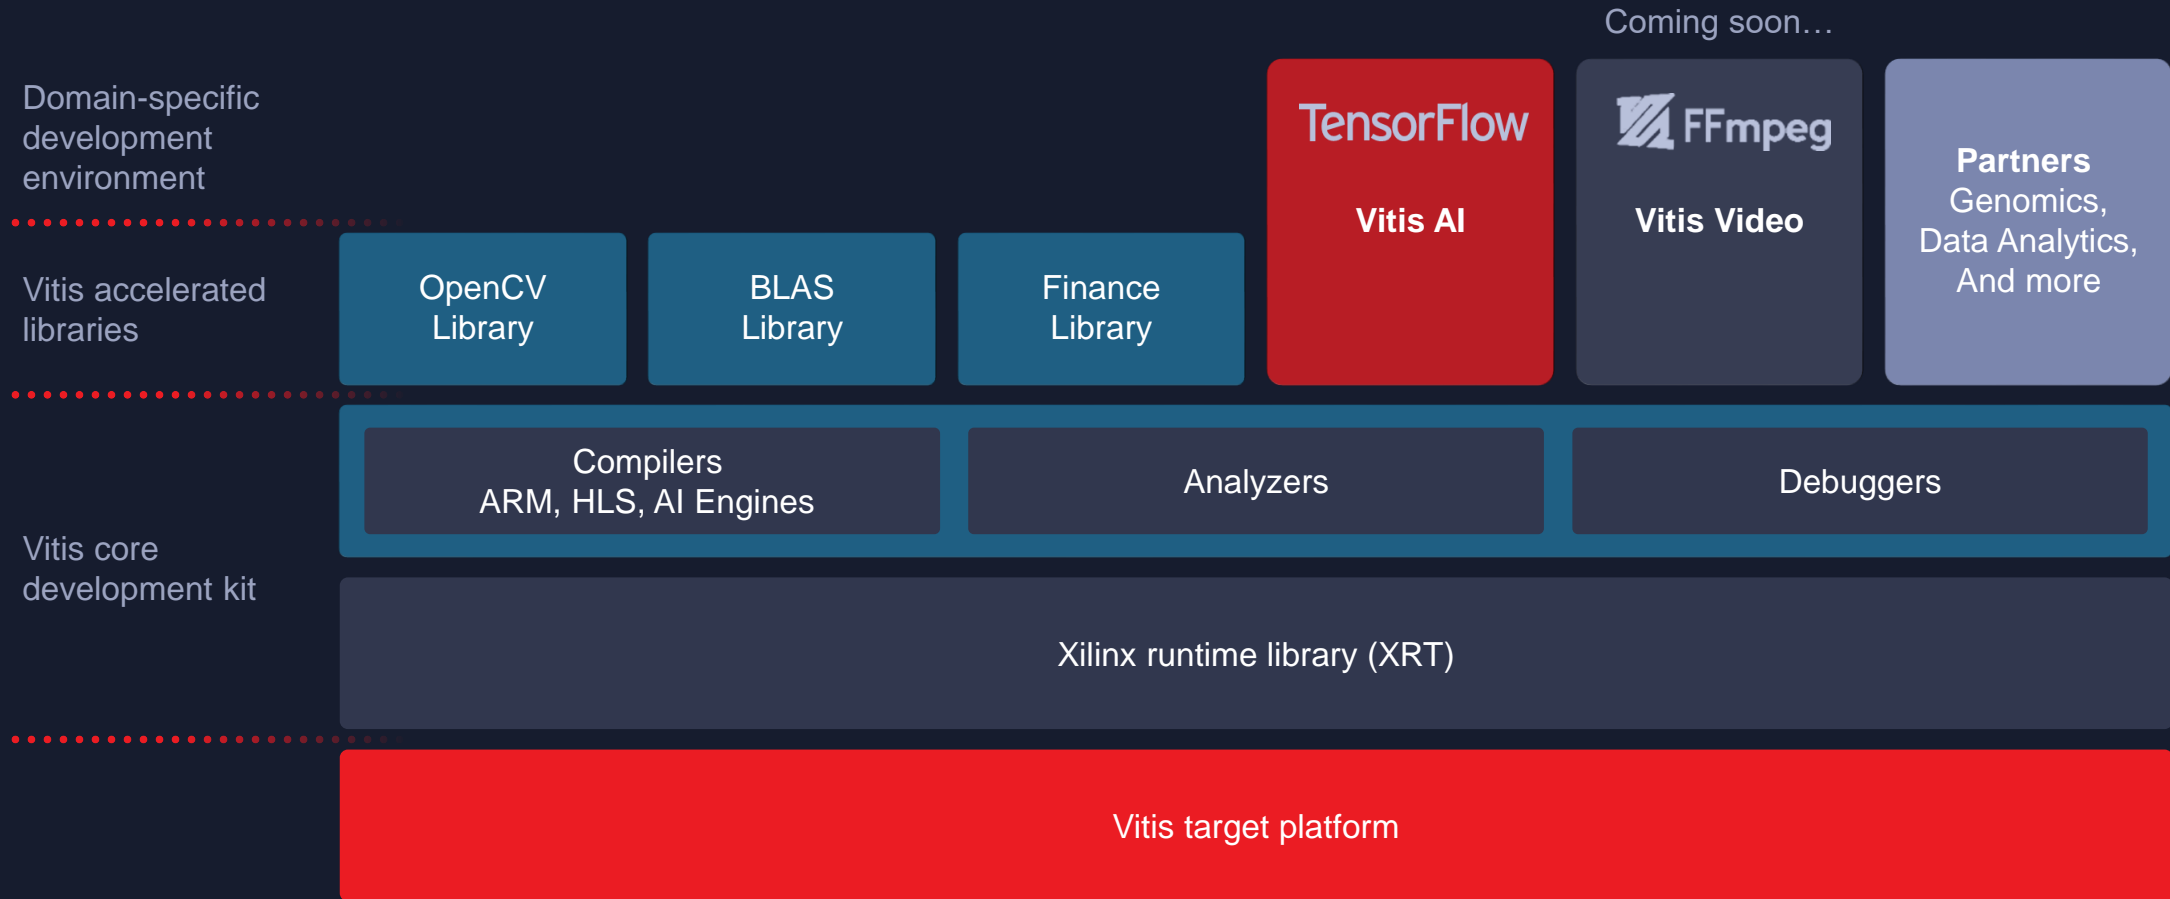 Coming soon…
Domain-specific
development
environment
TensorFlow
Vitis AI
FFmpeg
Vitis Video
Partners
Genomics,
Data Analytics,
And more
Vitis accelerated
libraries
OpenCV
Library
BLAS
Library
Finance
Library
Vitis core
development kit
Compilers
ARM, HLS, AI Engines
Analyzers
Debuggers
Xilinx runtime library (XRT)
Vitis target platform